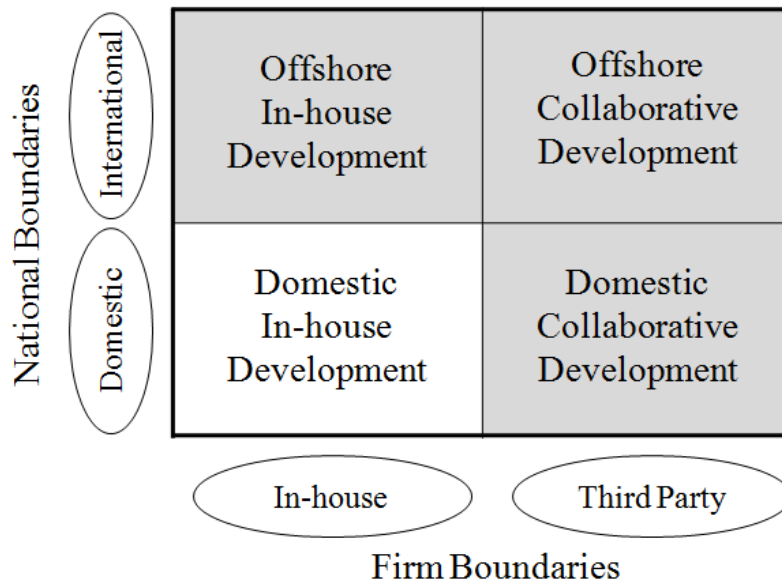 National Boundaries
International
Offshore
In-house
Development
Offshore
Collaborative
Development
Domestic
Domestic
In-house
Development
Domestic
Collaborative
Development
In-house
Third Party
Firm Boundaries